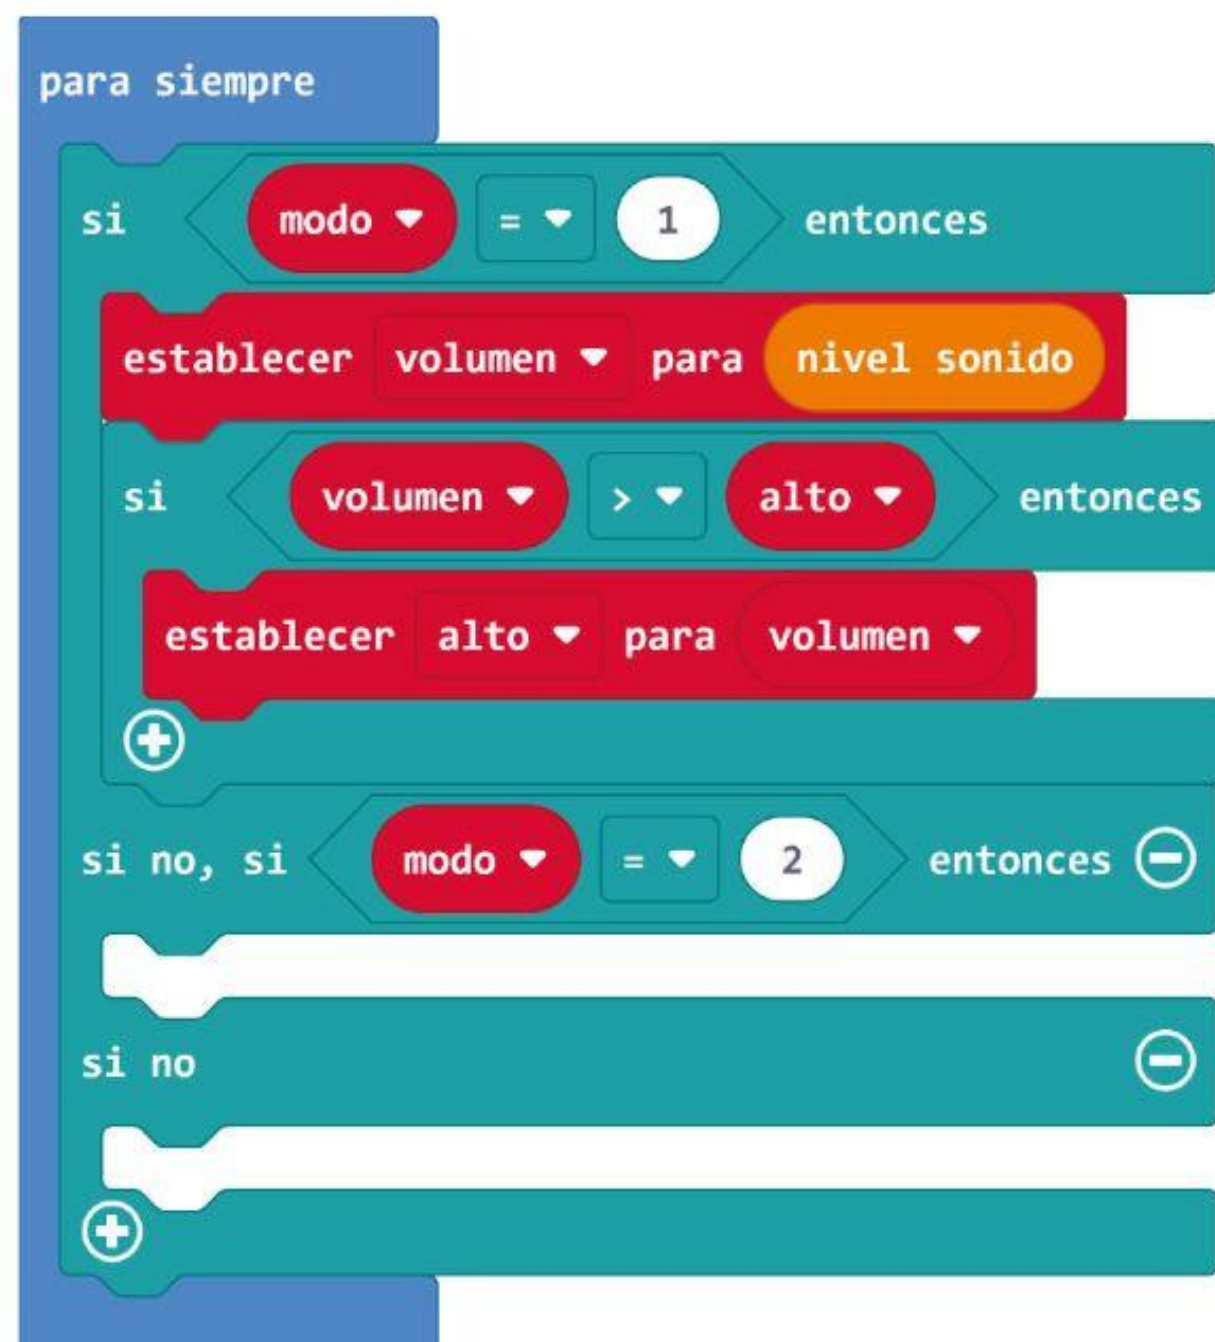 para siempre
si modo = 1 entonces
establecer volumen para nivel sonido
si volumen > alto entonces
establecer alto para volumen
si no, si modo = 2 entonces
si no